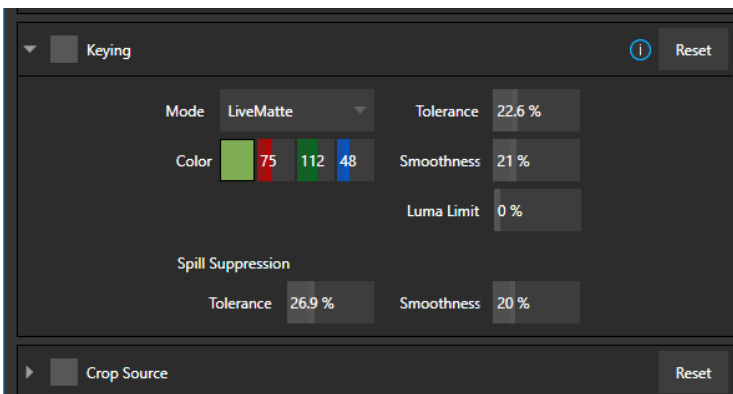 Keying Reset
Mode LiveMatte Tolerance 22.6 %
Color 75 112 48 Smoothness 21 %
Luma Limit 0 %
Spill Suppression
Tolerance 26.9 % Smoothness 20 %
Crop Source Reset